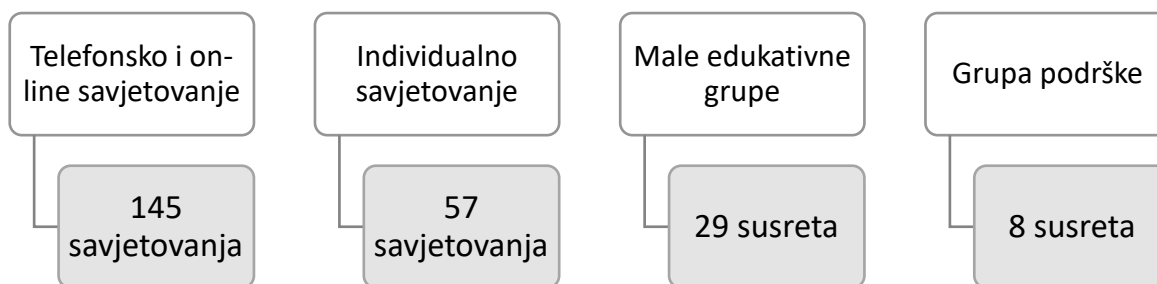 Telefonsko i on-
line savjetovanje
145
savjetovanja
Individualno
savjetovanje
57
savjetovanja
Male edukativne
grupe
29 susreta
Grupa podrške
8 susreta